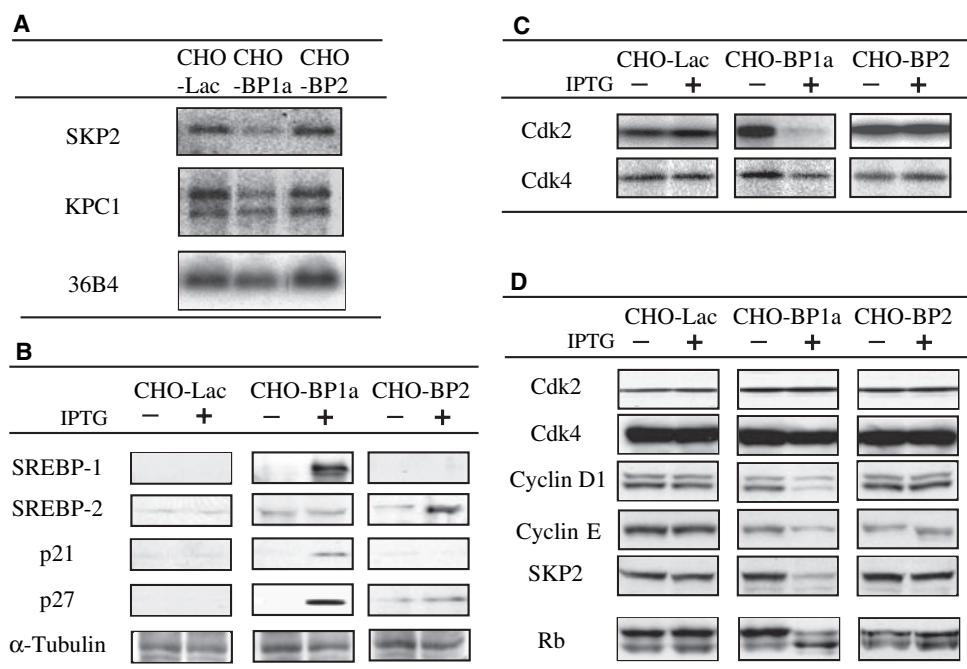 A
CHO CHO CHO
-Lac -BP1a -BP2
SKP2
KPC1
36B4
B
CHO-Lac CHO-BP1a CHO-BP2
IPTG − + − + − +
SREBP-1
SREBP-2
p21
p27
α-Tubulin
C
CHO-Lac CHO-BP1a CHO-BP2
IPTG − + − + − +
Cdk2
Cdk4
D
CHO-Lac CHO-BP1a CHO-BP2
IPTG − + − + − +
Cdk2
Cdk4
Cyclin D1
Cyclin E
SKP2
Rb